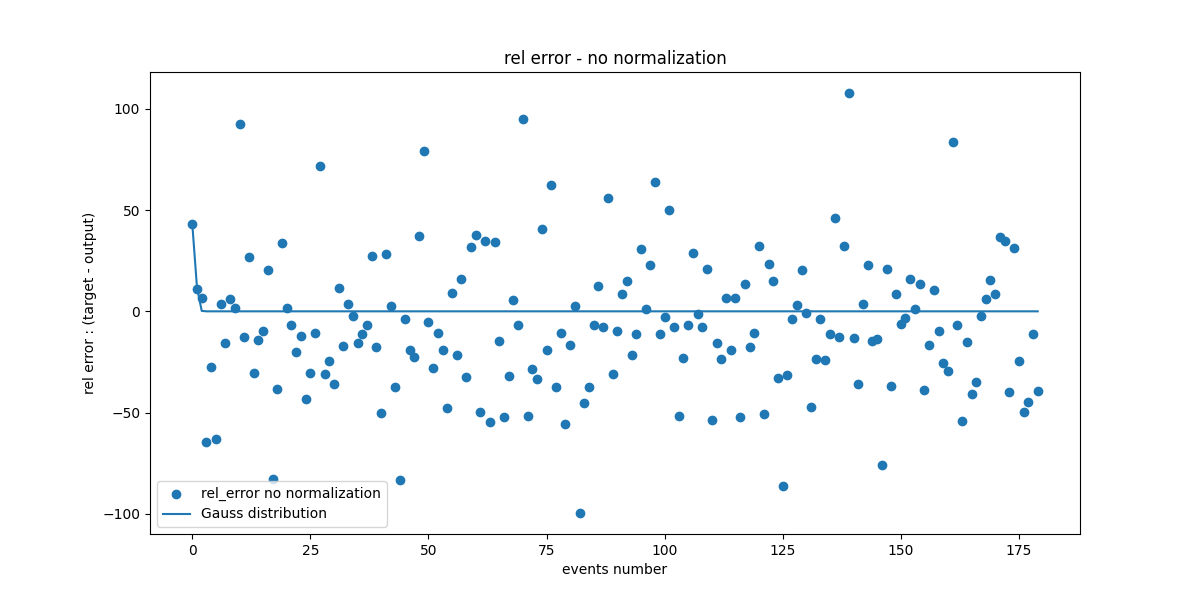 rel error - no normalization
rel error : (target - output)
100
50
0
−50
−100
rel_error no normalization
Gauss distribution
0 25 50 75 100 125 150 175
events number